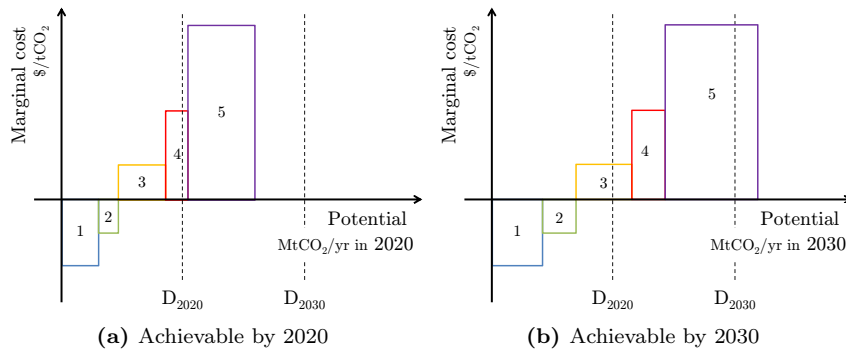 Marginal cost
$/tCO₂
1
2
3
4
5
Potential
MtCO₂/yr in 2020
D₂₀₂₀
D₂₀₃₀
(a) Achievable by 2020
Marginal cost
$/tCO₂
1
2
3
4
5
Potential
MtCO₂/yr in 2030
D₂₀₂₀
D₂₀₃₀
(b) Achievable by 2030